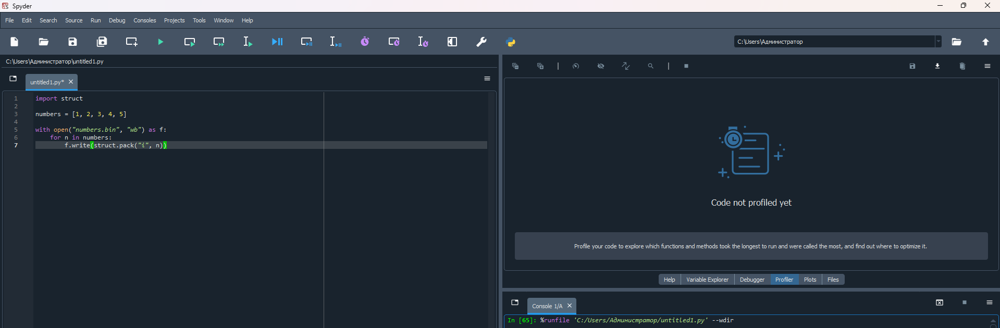 Spyder
File Edit Search Source Run Debug Consoles Projects Tools Window Help
C:\Users\Администратор
C:\Users\Администратор\untitled1.py
untitled1.py*
1 import struct
2
3 numbers = [1, 2, 3, 4, 5]
4
5 with open("numbers.bin", "wb") as f:
6     for n in numbers:
7         f.write(struct.pack("i", n))
Code not profiled yet
Profile your code to explore which functions and methods took the longest to run and were called the most, and find out where to optimize it.
Help Variable Explorer Debugger Profiler Plots Files
Console 1/A
In [65]: %runfile 'C:/Users/Администратор/untitled1.py' --wdir